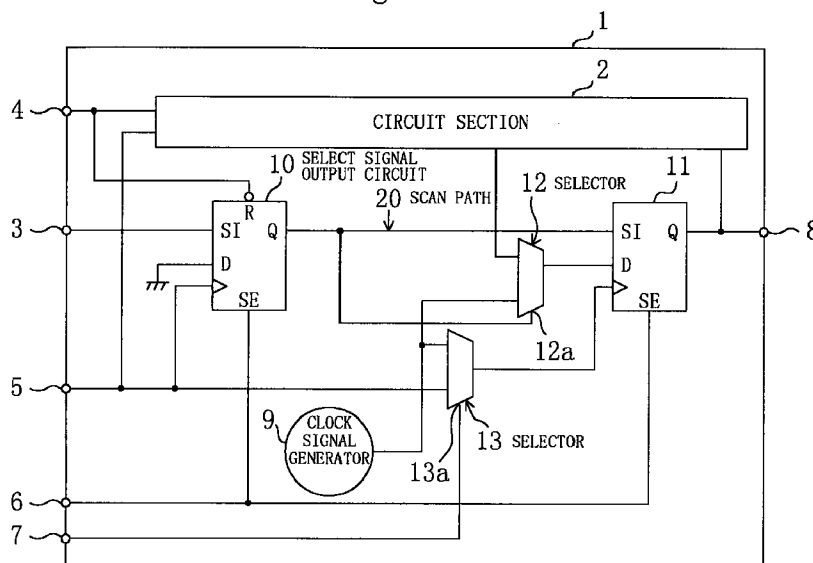 1
2
4
CIRCUIT SECTION
10 SELECT SIGNAL
OUTPUT CIRCUIT
R
20 SCAN PATH
12 SELECTOR
11
3
SI Q
D
SE
SI Q
D
SE
8
12a
5
9
CLOCK
SIGNAL
GENERATOR
13 SELECTOR
13a
6
7